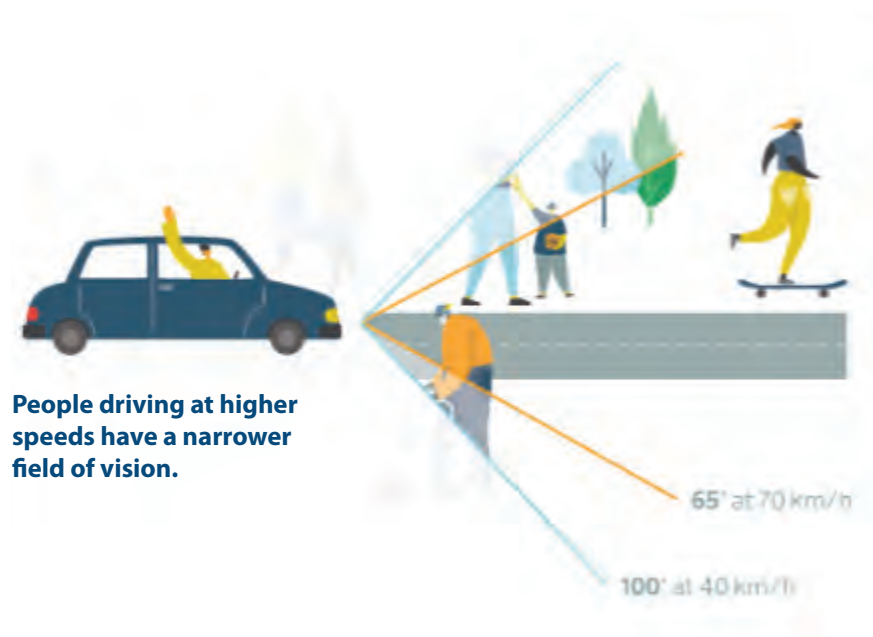 People driving at higher
speeds have a narrower
field of vision.
65° at 70 km/h
100° at 40 km/h